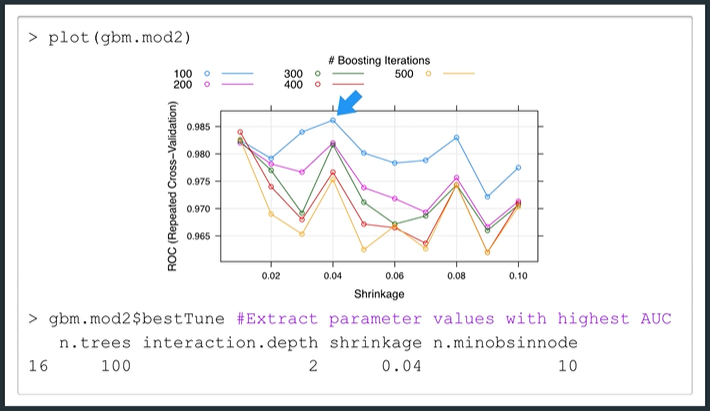 > plot(gbm.mod2)
# Boosting Iterations
100 300 500
200 400
ROC (Repeated Cross−Validation)
0.985
0.980
0.975
0.970
0.965
0.02 0.04 0.06 0.08 0.10
Shrinkage
> gbm.mod2$bestTune #Extract parameter values with highest AUC
n.trees interaction.depth shrinkage n.minobsinnode
16 100 2 0.04 10